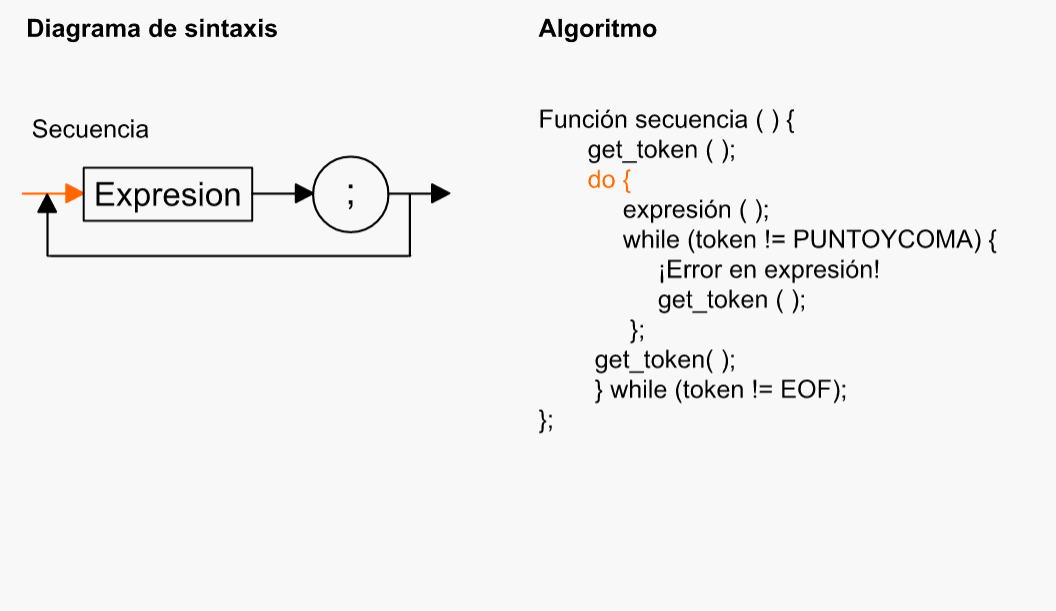 Diagrama de sintaxis
Algoritmo
Secuencia
Expresion
;
Función secuencia ( ) {
get_token ( );
do {
expresión ( );
while (token != PUNTOYCOMA) {
¡Error en expresión!
get_token ( );
};
get_token( );
} while (token != EOF);
};